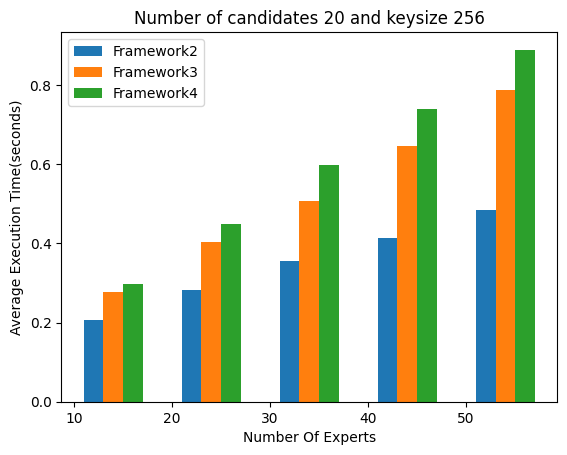 Number of candidates 20 and keysize 256
Framework2
Framework3
Framework4
Average Execution Time(seconds)
0.8
0.6
0.4
0.2
0.0
10 20 30 40 50
Number Of Experts